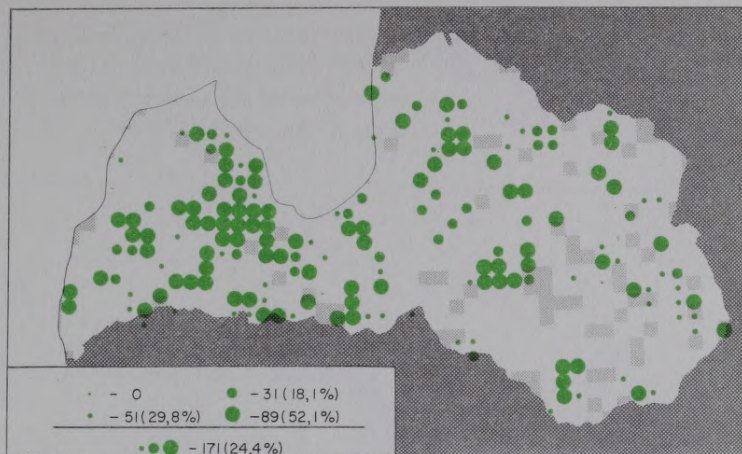 - 0 - 31(18,1%)
- 51(29,8%) - 89(52,1%)
- 171(24,4%)